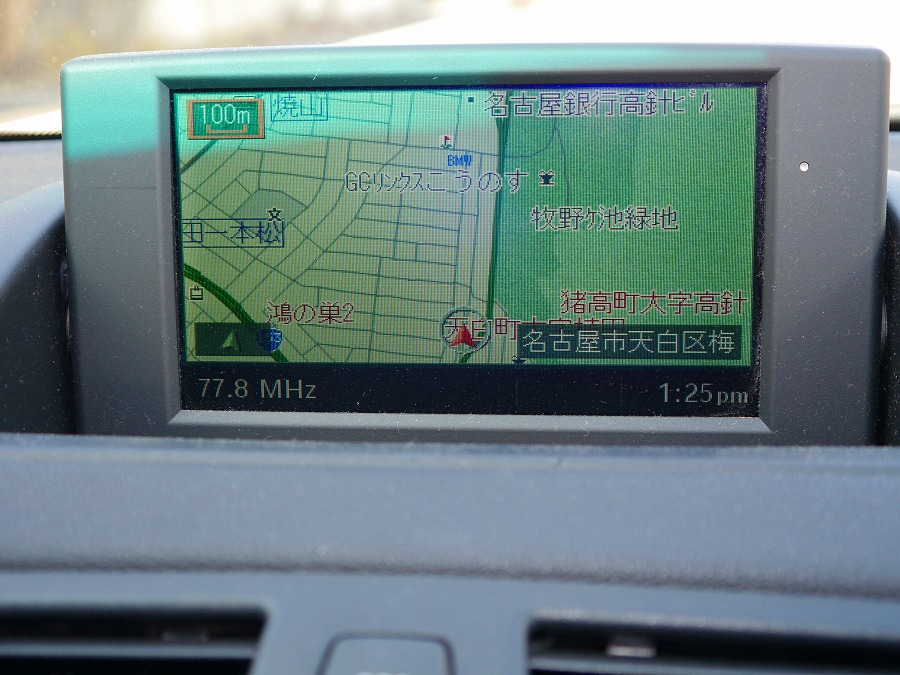 100m
焼山
名古屋銀行高針ビル
BMW
GCリンクスこうのす
牧野ヶ池緑地
田一本松
猪高町大字高針
鴻の巣2
名古屋市天白区梅
77.8 MHz
1:25pm